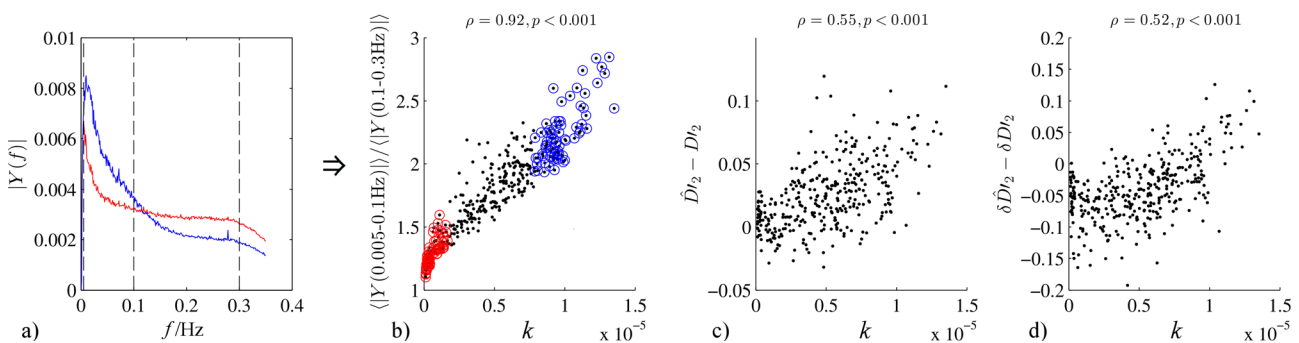 0.01
0.008
0.006
0.004
0.002
0
0
0.1
0.2
0.3
0.4
|Y(f)|
f/Hz
a)
⇒
ρ = 0.92, p < 0.001
3
2.5
2
1.5
1
0
0.5
1
1.5
x 10⁻⁵
⟨|Y(0.005-0.1Hz)|⟩/⟨|Y(0.1-0.3Hz)|⟩
k
b)
ρ = 0.55, p < 0.001
0.1
0.05
0
−0.05
0
0.5
1
1.5
x 10⁻⁵
D̂′₂ − D′₂
k
c)
ρ = 0.52, p < 0.001
0.2
0.15
0.1
0.05
0
−0.05
−0.1
−0.15
−0.2
0
0.5
1
1.5
x 10⁻⁵
δD̂′₂ − δD′₂
k
d)